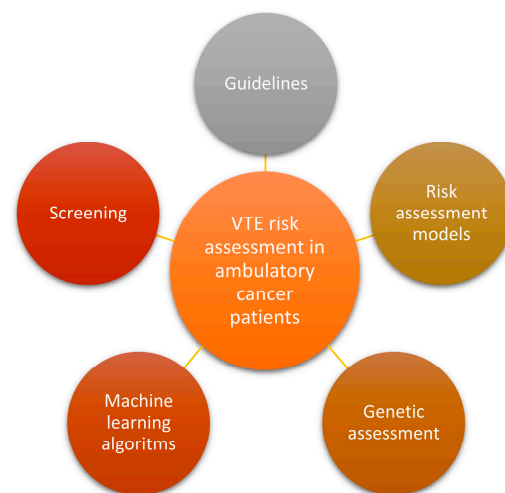 Guidelines
Screening
VTE risk
assessment in
ambulatory
cancer
patients
Risk
assessment
models
Machine
learning
algoritms
Genetic
assessment